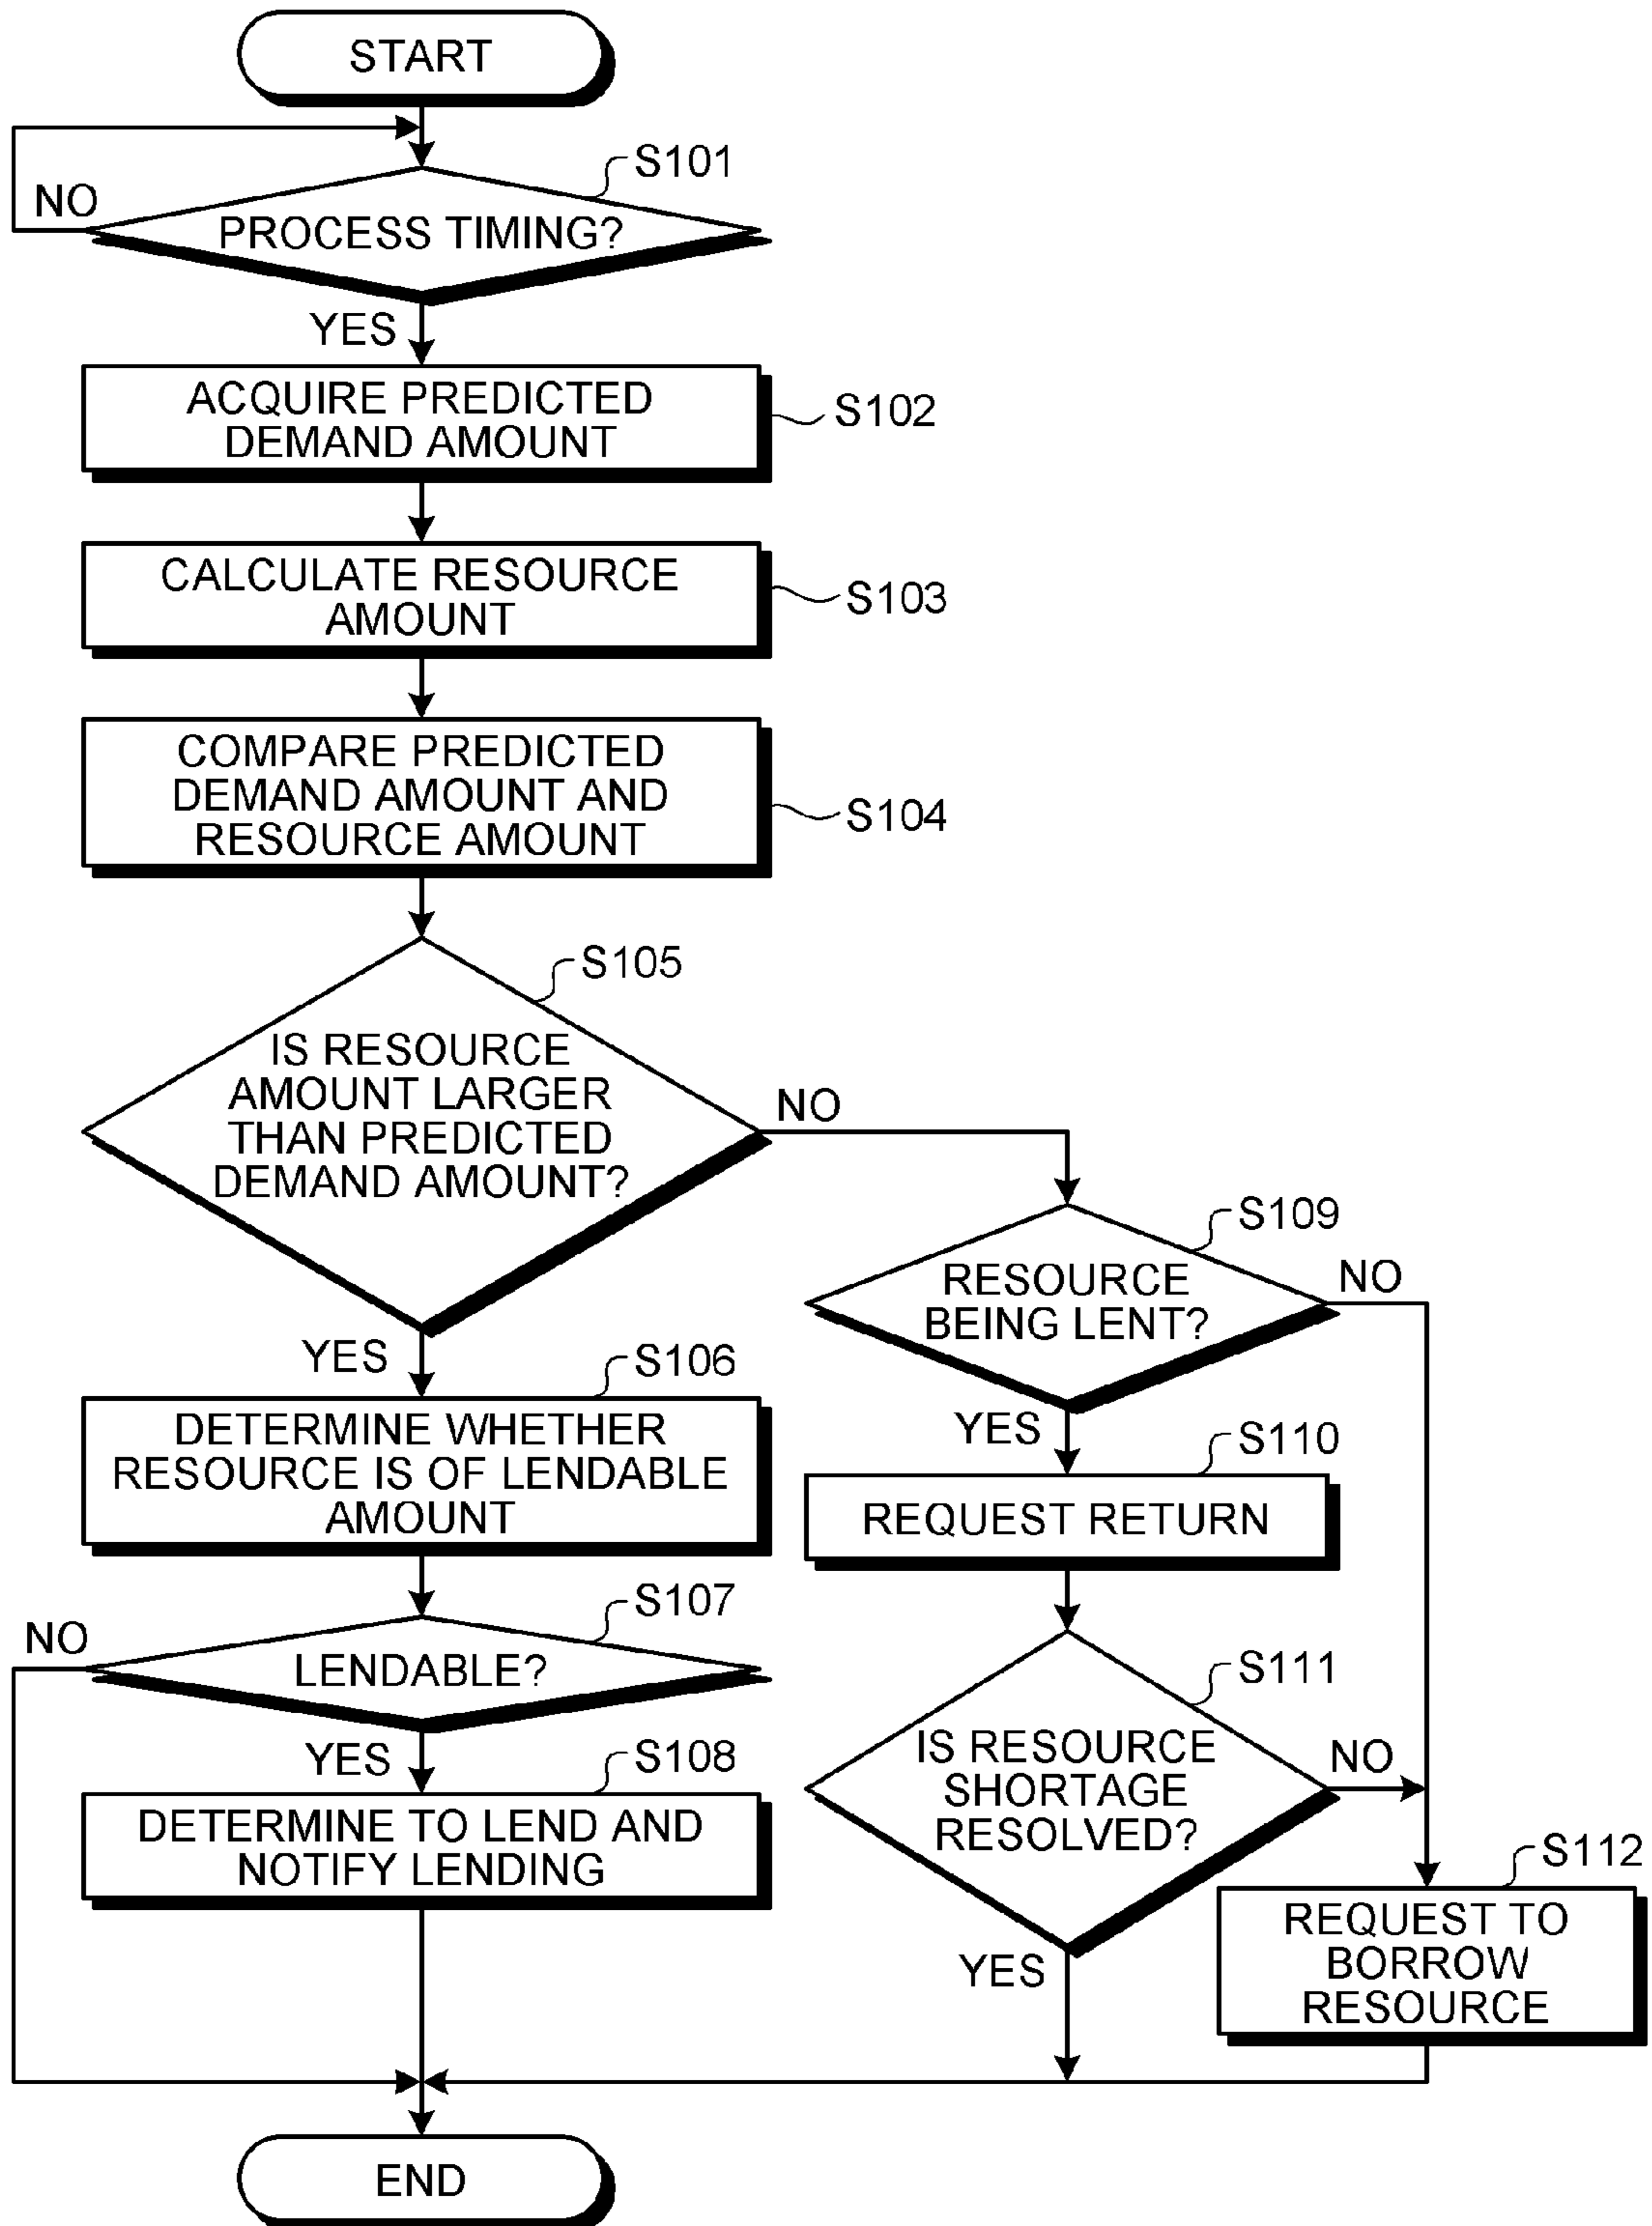 START
S101
NO
PROCESS TIMING?
YES
ACQUIRE PREDICTED
DEMAND AMOUNT
S102
CALCULATE RESOURCE
AMOUNT
S103
COMPARE PREDICTED
DEMAND AMOUNT AND
RESOURCE AMOUNT
S104
S105
IS RESOURCE
AMOUNT LARGER
THAN PREDICTED
DEMAND AMOUNT?
NO
YES
S106
DETERMINE WHETHER
RESOURCE IS OF LENDABLE
AMOUNT
S107
NO
LENDABLE?
YES
S108
DETERMINE TO LEND AND
NOTIFY LENDING
S109
RESOURCE
BEING LENT?
NO
YES
S110
REQUEST RETURN
S111
IS RESOURCE
SHORTAGE
RESOLVED?
NO
YES
S112
REQUEST TO
BORROW
RESOURCE
END